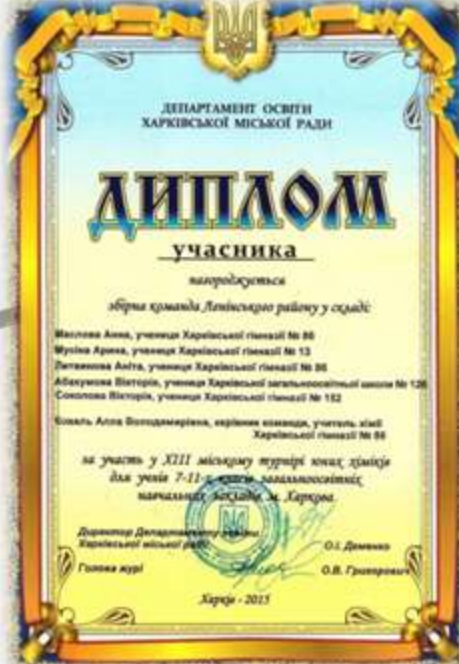 ДЕПАРТАМЕНТ ОСВІТИ
ХАРКІВСЬКОЇ МІСЬКОЇ РАДИ
ДИПЛОМ
учасника
нагороджується
збірна команда Ленінського району у складі:
Маслова Анна, учениця Харківської гімназії №
Мусіна Арина, учениця Харківської гімназії № 13
Литвинова Аніта, учениця Харківської гімназії №
Абакумова Вікторія, учениця Харківської загальноосвітньої школи № 126
Соколова Вікторія, учениця Харківської гімназії № 152
Коваль Алла Володимирівна, керівник команди, учитель хімії
Харківської гімназії №
за участь у XIII міському турнірі юних хіміків
для учнів 7-11-х класів загальноосвітніх
навчальних закладів м. Харкова
Директор Департаменту освіти
Харківської міської ради
О.І. Деменко
Голова журі
О.В. Григорович
Харків - 2015